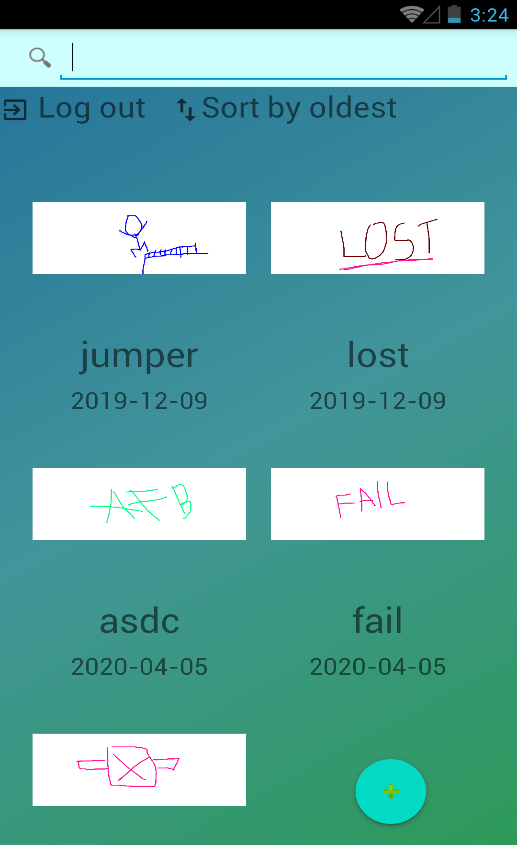 3:24
Log out Sort by oldest
LOST
jumper lost
2019-12-09 2019-12-09
AFB FAIL
asdc fail
2020-04-05 2020-04-05
+